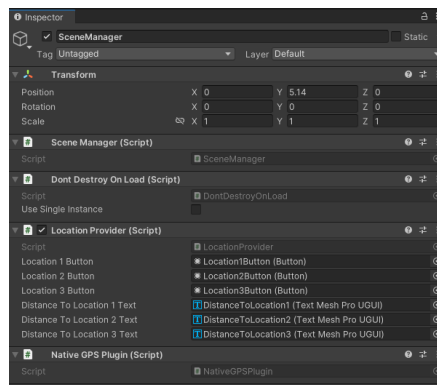 Inspector
SceneManager Static
Tag Untagged Layer Default
Transform
Position X 0 Y 5.14 Z 0
Rotation X 0 Y 0 Z 0
Scale X 1 Y 1 Z 1
# Scene Manager (Script)
Script SceneManager
# Dont Destroy On Load (Script)
Script DontDestroyOnLoad
Use Single Instance
# Location Provider (Script)
Script LocationProvider
Location 1 Button Location1Button (Button)
Location 2 Button Location2Button (Button)
Location 3 Button Location3Button (Button)
Distance To Location 1 Text DistanceToLocation1 (Text Mesh Pro UGUI)
Distance To Location 2 Text DistanceToLocation2 (Text Mesh Pro UGUI)
Distance To Location 3 Text DistanceToLocation3 (Text Mesh Pro UGUI)
# Native GPS Plugin (Script)
Script NativeGPSPlugin